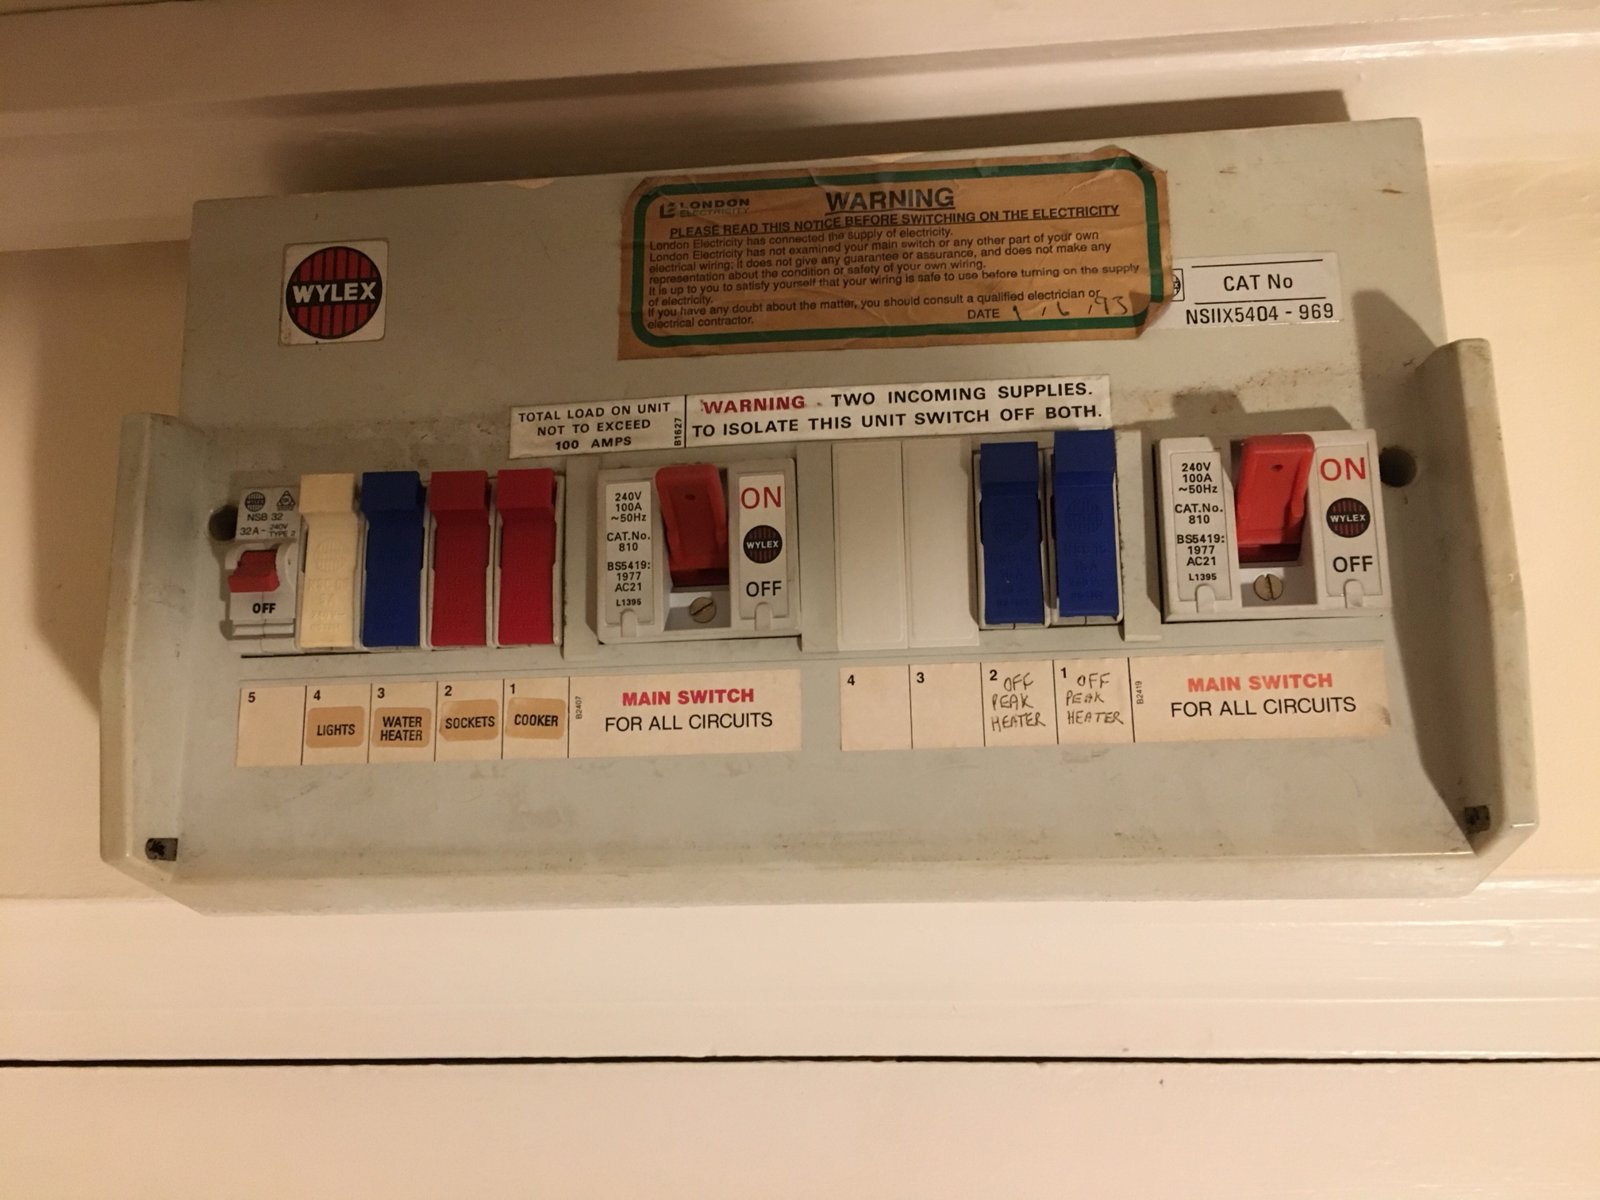 WYLEX
LONDON
ELECTRICITY
WARNING
PLEASE READ THIS NOTICE BEFORE SWITCHING ON THE ELECTRICITY
London Electricity has connected the supply of electricity.
London Electricity has not examined your main switch or any other part of your own
electrical wiring; it does not give any guarantee or assurance, and does not make any
representation about the condition or safety of your own wiring.
It is up to you to satisfy yourself that your wiring is safe to use before turning on the supply
of electricity.
If you have any doubt about the matter, you should consult a qualified electrician or
electrical contractor.
DATE 1/6/93
CAT No
NSIIX5404 - 969
TOTAL LOAD ON UNIT
NOT TO EXCEED
100 AMPS
B1627
WARNING - TWO INCOMING SUPPLIES.
TO ISOLATE THIS UNIT SWITCH OFF BOTH.
NSB 32
32A - 240V
TYPE 2
OFF
240V
100A
~50Hz
CAT.No.
810
BS5419:
1977
AC21
L1395
ON
WYLEX
OFF
240V
100A
~50Hz
CAT.No.
810
BS5419:
1977
AC21
L1395
ON
WYLEX
OFF
5
4
LIGHTS
3
WATER
HEATER
2
SOCKETS
1
COOKER
B2407
MAIN SWITCH
FOR ALL CIRCUITS
4
3
2
OFF
PEAK
HEATER
1
OFF
PEAK
HEATER
B2419
MAIN SWITCH
FOR ALL CIRCUITS